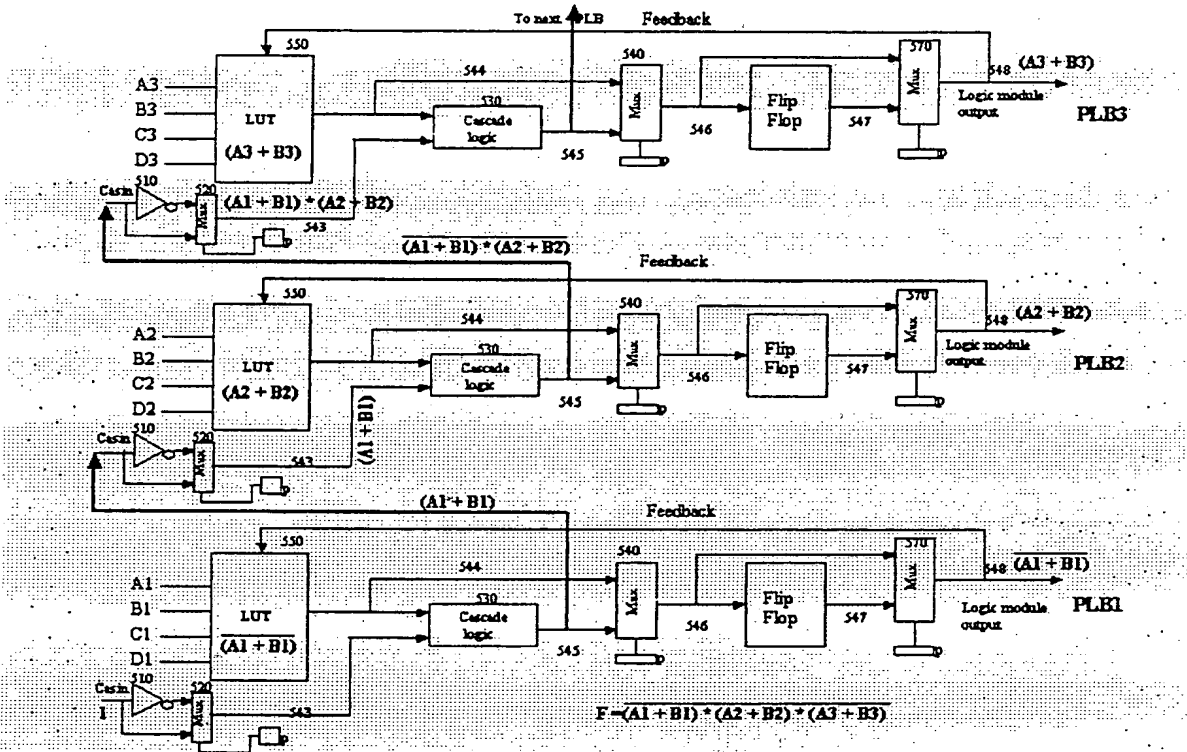 To next PLB
Feedback
550
540
570
A3
B3
C3
D3
LUT
(A3 + B3)
544
530
Cascade logic
545
Mux
546
Flip Flop
547
Mux
548
(A3 + B3)
Logic module output
PLB3
p
p
Casin
510
520
Mux
(A1 + B1) * (A2 + B2)
543
p
(A1 + B1) * (A2 + B2)
Feedback
550
540
570
A2
B2
C2
D2
LUT
(A2 + B2)
544
530
Cascade logic
545
Mux
546
Flip Flop
547
Mux
548
(A2 + B2)
Logic module output
PLB2
p
p
Casin
510
520
Mux
543
(A1 + B1)
p
(A1 + B1)
Feedback
550
540
570
A1
B1
C1
D1
LUT
(A1 + B1)
544
530
Cascade logic
545
Mux
546
Flip Flop
547
Mux
548
(A1 + B1)
Logic module output
PLB1
p
p
Casin
1
510
520
Mux
543
p
F = (A1 + B1) * (A2 + B2) * (A3 + B3)